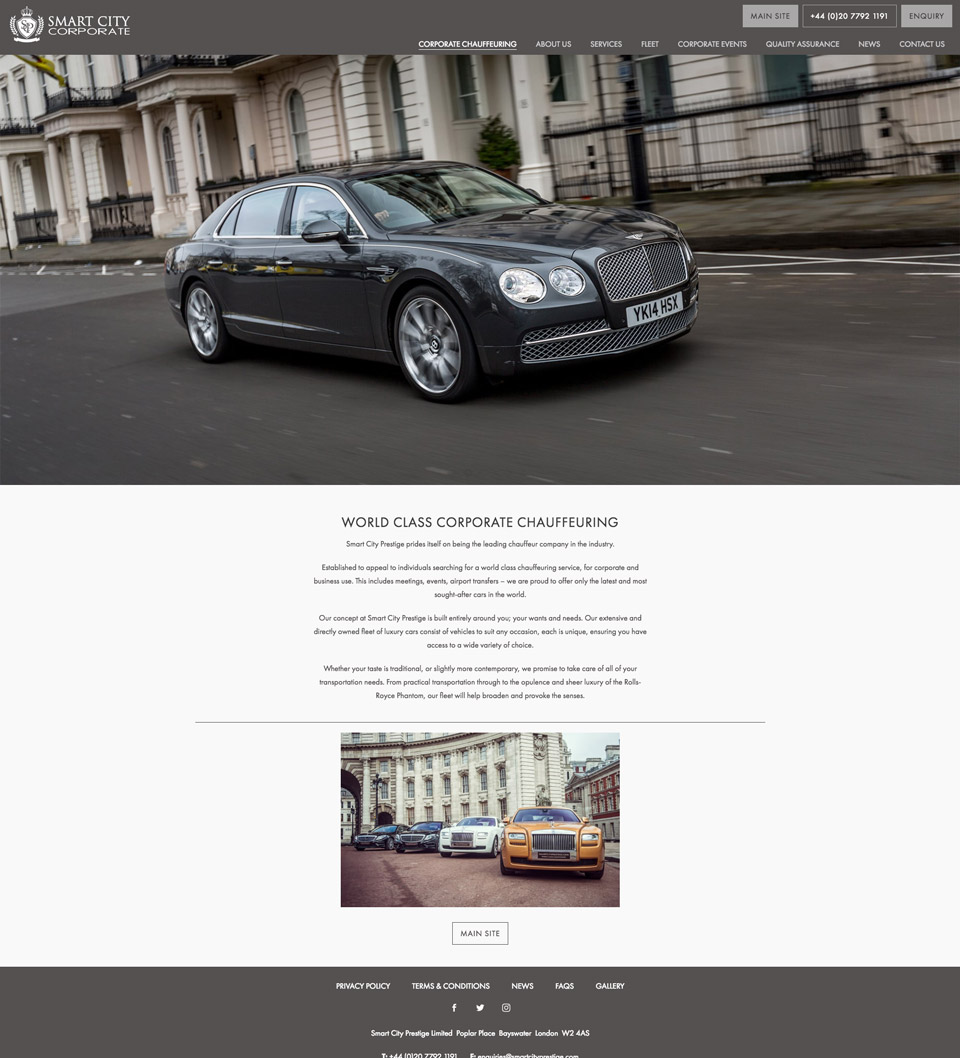 SMART CITY
CORPORATE
MAIN SITE
+44 (0)20 7792 1191
ENQUIRY
CORPORATE CHAUFFEURING
ABOUT US
SERVICES
FLEET
CORPORATE EVENTS
QUALITY ASSURANCE
NEWS
CONTACT US
YK14 HSX
WORLD CLASS CORPORATE CHAUFFEURING
Smart City Prestige prides itself on being the leading chauffeur company in the industry.
Established to appeal to individuals searching for a world class chauffeuring service, for corporate and
business use. This includes meetings, events, airport transfers – we are proud to offer only the latest and most
sought-after cars in the world.
Our concept at Smart City Prestige is built entirely around you; your wants and needs. Our extensive and
directly owned fleet of luxury cars consist of vehicles to suit any occasion, each is unique, ensuring you have
access to a wide variety of choice.
Whether your taste is traditional, or slightly more contemporary, we promise to take care of all of your
transportation needs. From practical transportation through to the opulence and sheer luxury of the Rolls-
Royce Phantom, our fleet will help broaden and provoke the senses.
MAIN SITE
PRIVACY POLICY
TERMS & CONDITIONS
NEWS
FAQS
GALLERY
Smart City Prestige Limited Poplar Place Bayswater London W2 4AS
T: +44 (0)20 7792 1191 E: enquiries@smartcityprestige.com